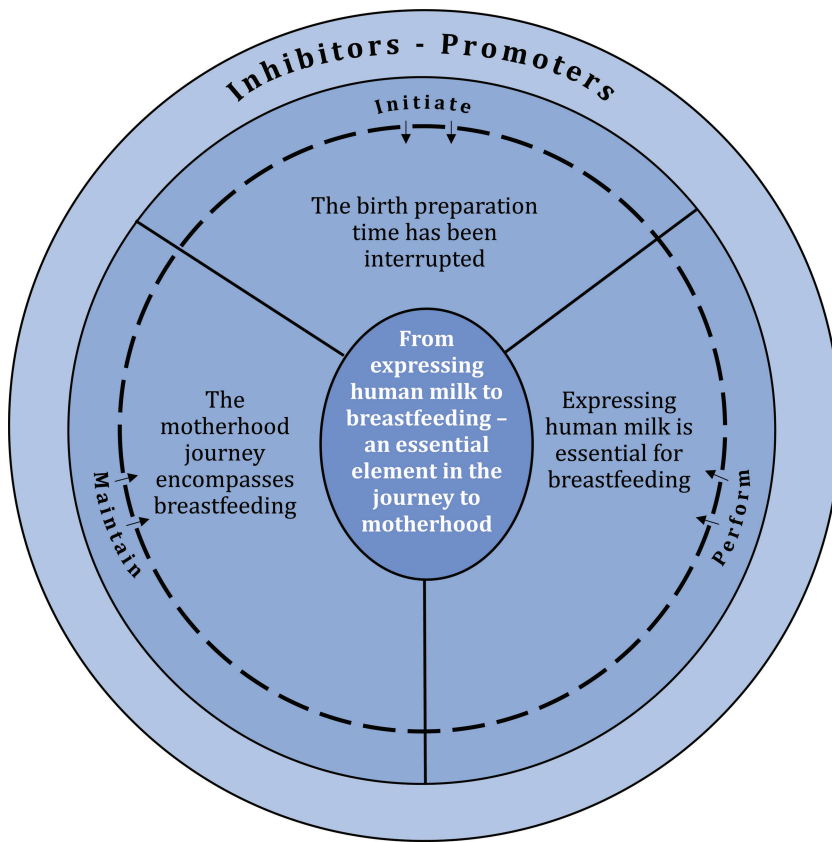 Inhibitors - Promoters
Initiate
The birth preparation
time has been
interrupted
From
expressing
human milk to
breastfeeding –
an essential
element in the
journey to
motherhood
The
motherhood
journey
encompasses
breastfeeding
Expressing
human milk is
essential for
breastfeeding
Maintain
Perform